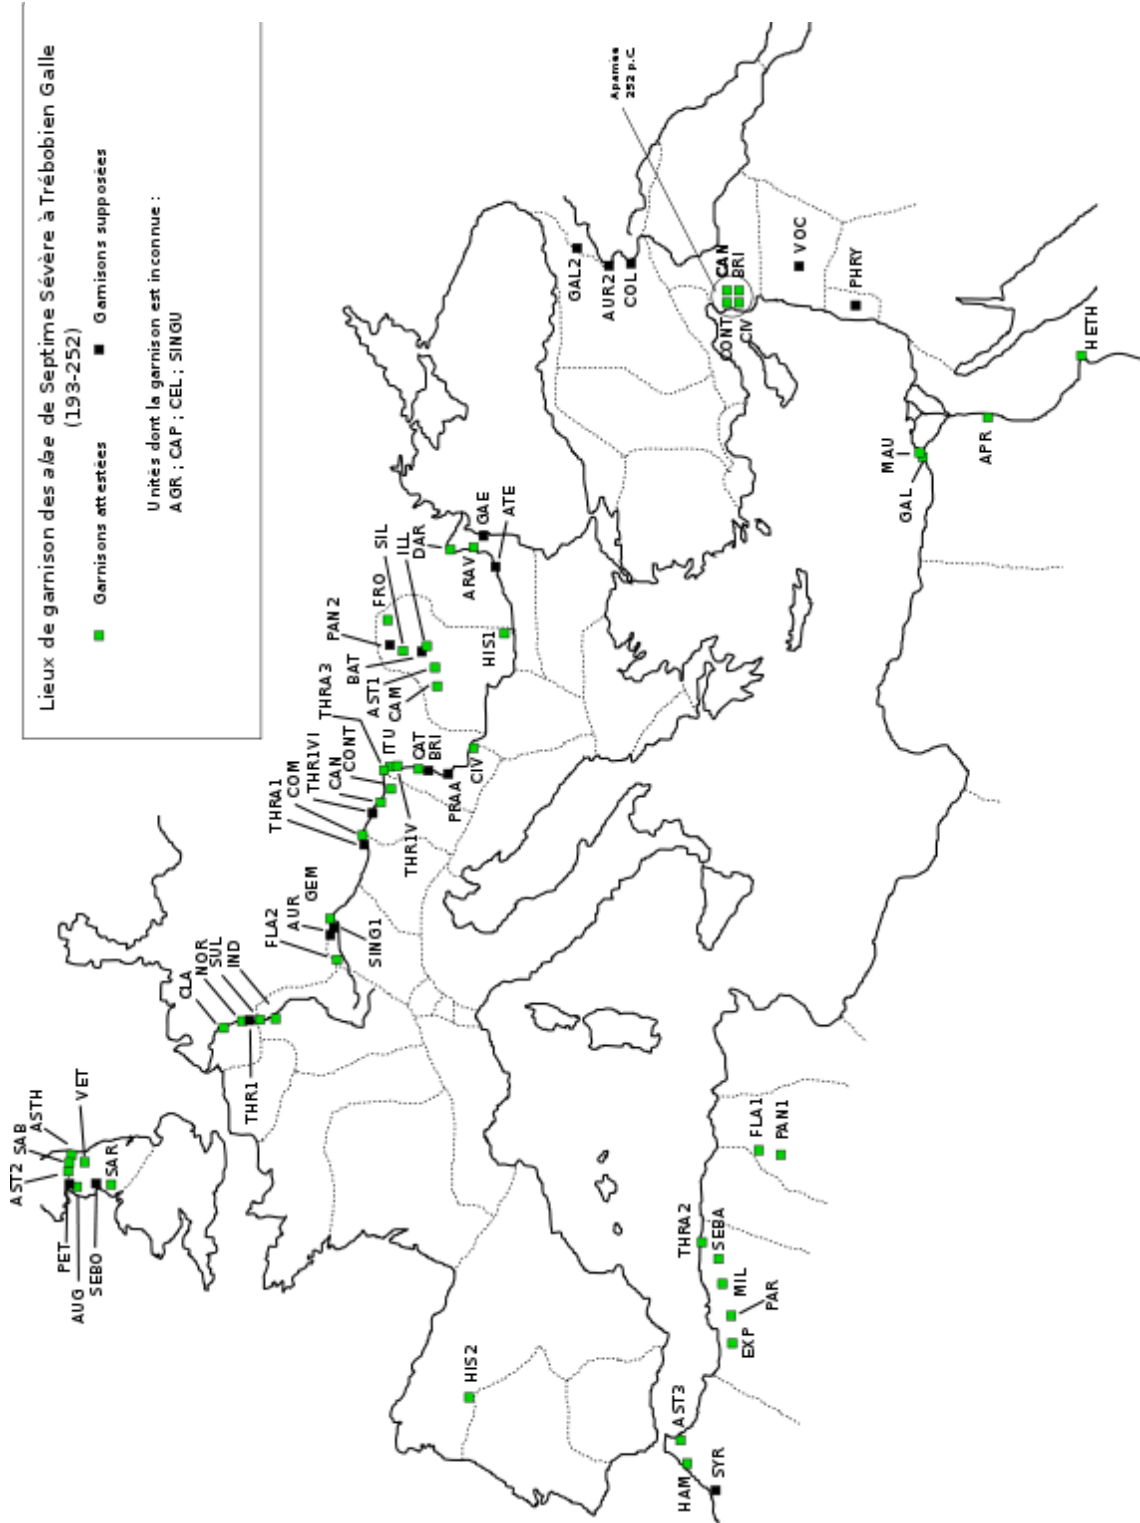 Lieux de garnison des alae de Septime Sévère à Trébobien Galle
(193-252)
Garnisons attestées
Garnisons supposées
Unités dont la garnison est inconnue :
AGR ; CAP ; CEL ; SINGU
Apamée
252 p.C.
AST2
SAB
ASTH
VET
PET
AUG
SEBO
SAR
CLA
NOR
SUL
IND
THR1
FLA2
AUR
GEM
SING1
THRA1
COM
THR1VI
CAN
CONT
THRA3
ITU
THR1V
CAT
BRI
PRAA
CIV
CAM
AST1
BAT
PAN2
FRO
SIL
ILL
DAR
ARAV
GAE
ATE
HIS1
GAL2
AUR2
COL
CAN
BRI
CONT
CIV
VOC
PHRY
HETH
APR
MAU
GAL
HIS2
AST3
HAM
SYR
THRA2
SEBA
MIL
PAR
EXP
FLA1
PAN1